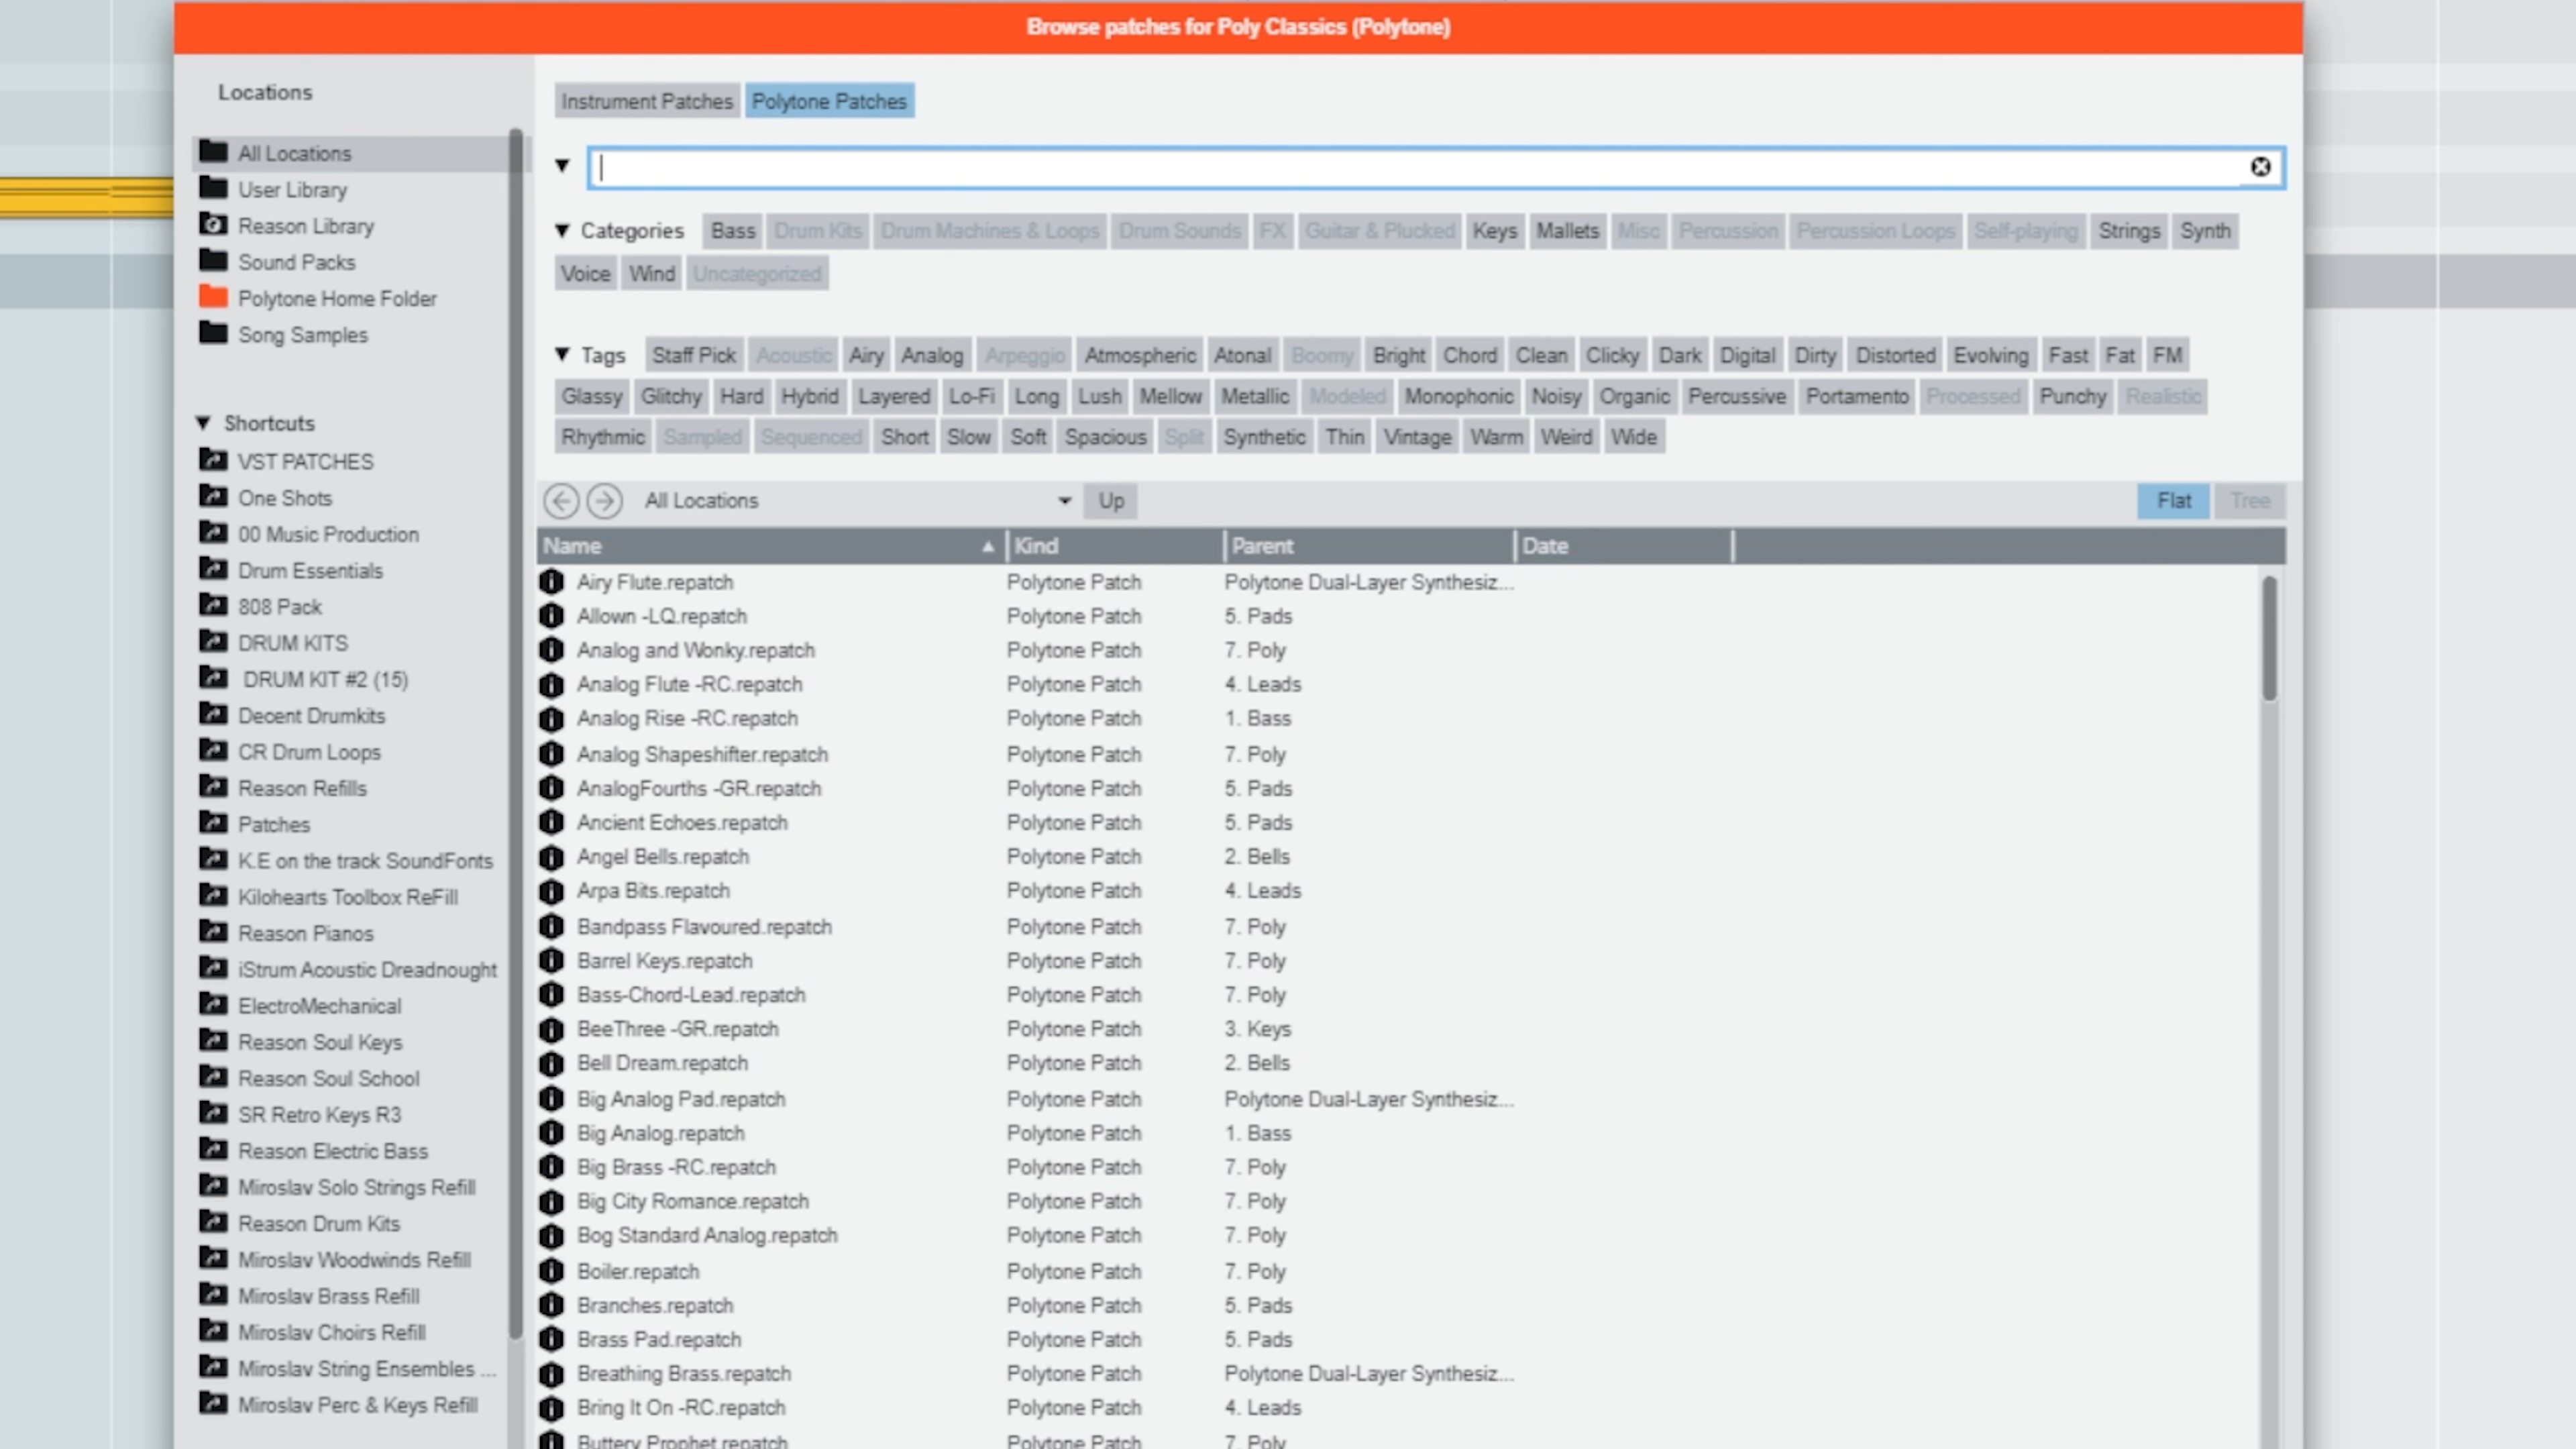 Browse patches for Poly Classics (Polytone)
Locations
All Locations
User Library
Reason Library
Sound Packs
Polytone Home Folder
Song Samples
Shortcuts
VST PATCHES
One Shots
00 Music Production
Drum Essentials
808 Pack
DRUM KITS
DRUM KIT #2 (15)
Decent Drumkits
CR Drum Loops
Reason Refills
Patches
K.E on the track SoundFonts
Kilohearts Toolbox ReFill
Reason Pianos
iStrum Acoustic Dreadnought
ElectroMechanical
Reason Soul Keys
Reason Soul School
SR Retro Keys R3
Reason Electric Bass
Miroslav Solo Strings Refill
Reason Drum Kits
Miroslav Woodwinds Refill
Miroslav Brass Refill
Miroslav Choirs Refill
Miroslav String Ensembles ...
Miroslav Perc & Keys Refill
Instrument Patches Polytone Patches
Categories Bass Drum Kits Drum Machines & Loops Drum Sounds FX Guitar & Plucked Keys Mallets Misc Percussion Percussion Loops Self-playing Strings Synth
Voice Wind Uncategorized
Tags Staff Pick Acoustic Airy Analog Arpeggio Atmospheric Atonal Boomy Bright Chord Clean Clicky Dark Digital Dirty Distorted Evolving Fast Fat FM
Glassy Glitchy Hard Hybrid Layered Lo-Fi Long Lush Mellow Metallic Modeled Monophonic Noisy Organic Percussive Portamento Processed Punchy Realistic
Rhythmic Sampled Sequenced Short Slow Soft Spacious Split Synthetic Thin Vintage Warm Weird Wide
All Locations Up Flat Tree
Name Kind Parent Date
Airy Flute.repatch Polytone Patch Polytone Dual-Layer Synthesiz...
Allown -LQ.repatch Polytone Patch 5. Pads
Analog and Wonky.repatch Polytone Patch 7. Poly
Analog Flute -RC.repatch Polytone Patch 4. Leads
Analog Rise -RC.repatch Polytone Patch 1. Bass
Analog Shapeshifter.repatch Polytone Patch 7. Poly
AnalogFourths -GR.repatch Polytone Patch 5. Pads
Ancient Echoes.repatch Polytone Patch 5. Pads
Angel Bells.repatch Polytone Patch 2. Bells
Arpa Bits.repatch Polytone Patch 4. Leads
Bandpass Flavoured.repatch Polytone Patch 7. Poly
Barrel Keys.repatch Polytone Patch 7. Poly
Bass-Chord-Lead.repatch Polytone Patch 7. Poly
BeeThree -GR.repatch Polytone Patch 3. Keys
Bell Dream.repatch Polytone Patch 2. Bells
Big Analog Pad.repatch Polytone Patch Polytone Dual-Layer Synthesiz...
Big Analog.repatch Polytone Patch 1. Bass
Big Brass -RC.repatch Polytone Patch 7. Poly
Big City Romance.repatch Polytone Patch 7. Poly
Bog Standard Analog.repatch Polytone Patch 7. Poly
Boiler.repatch Polytone Patch 7. Poly
Branches.repatch Polytone Patch 5. Pads
Brass Pad.repatch Polytone Patch 5. Pads
Breathing Brass.repatch Polytone Patch Polytone Dual-Layer Synthesiz...
Bring It On -RC.repatch Polytone Patch 4. Leads
Buttery Prophet.repatch Polytone Patch 7. Poly